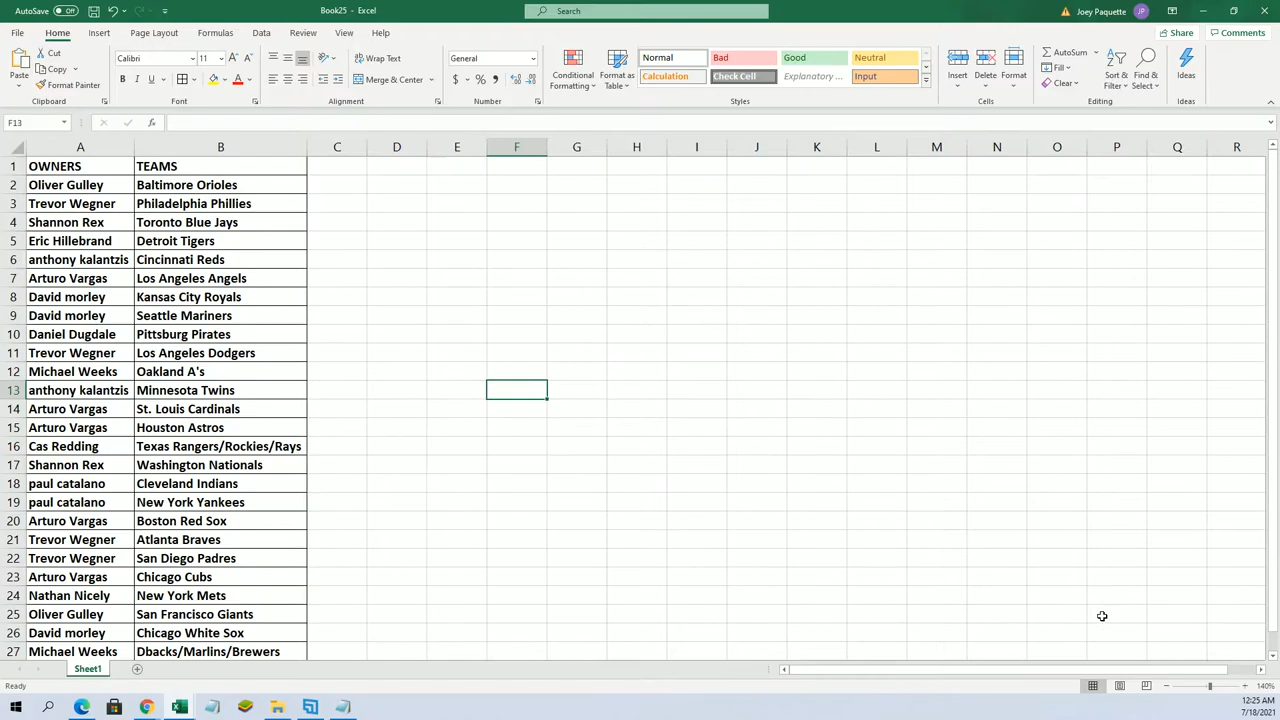 AutoSave Off Book25 - Excel Search Joey Paquette JP
File Home Insert Page Layout Formulas Data Review View Help Share Comments
Paste Cut Copy Format Painter Clipboard
Calibri 11 A A B I U A Font
Wrap Text Merge & Center Alignment
General $ % , Number
Conditional Formatting Format as Table
Normal Bad Good Neutral
Calculation Check Cell Explanatory ... Input
Styles
Insert Delete Format Cells
AutoSum Fill Clear Sort & Filter Find & Select Editing
Ideas Ideas
F13 fx
A B C D E F G H I J K L M N O P Q R
1 OWNERS TEAMS
2 Oliver Gulley Baltimore Orioles
3 Trevor Wegner Philadelphia Phillies
4 Shannon Rex Toronto Blue Jays
5 Eric Hillebrand Detroit Tigers
6 anthony kalantzis Cincinnati Reds
7 Arturo Vargas Los Angeles Angels
8 David morley Kansas City Royals
9 David morley Seattle Mariners
10 Daniel Dugdale Pittsburg Pirates
11 Trevor Wegner Los Angeles Dodgers
12 Michael Weeks Oakland A's
13 anthony kalantzis Minnesota Twins
14 Arturo Vargas St. Louis Cardinals
15 Arturo Vargas Houston Astros
16 Cas Redding Texas Rangers/Rockies/Rays
17 Shannon Rex Washington Nationals
18 paul catalano Cleveland Indians
19 paul catalano New York Yankees
20 Arturo Vargas Boston Red Sox
21 Trevor Wegner Atlanta Braves
22 Trevor Wegner San Diego Padres
23 Arturo Vargas Chicago Cubs
24 Nathan Nicely New York Mets
25 Oliver Gulley San Francisco Giants
26 David morley Chicago White Sox
27 Michael Weeks Dbacks/Marlins/Brewers
Sheet1
Ready 140%
12:25 AM
7/18/2021